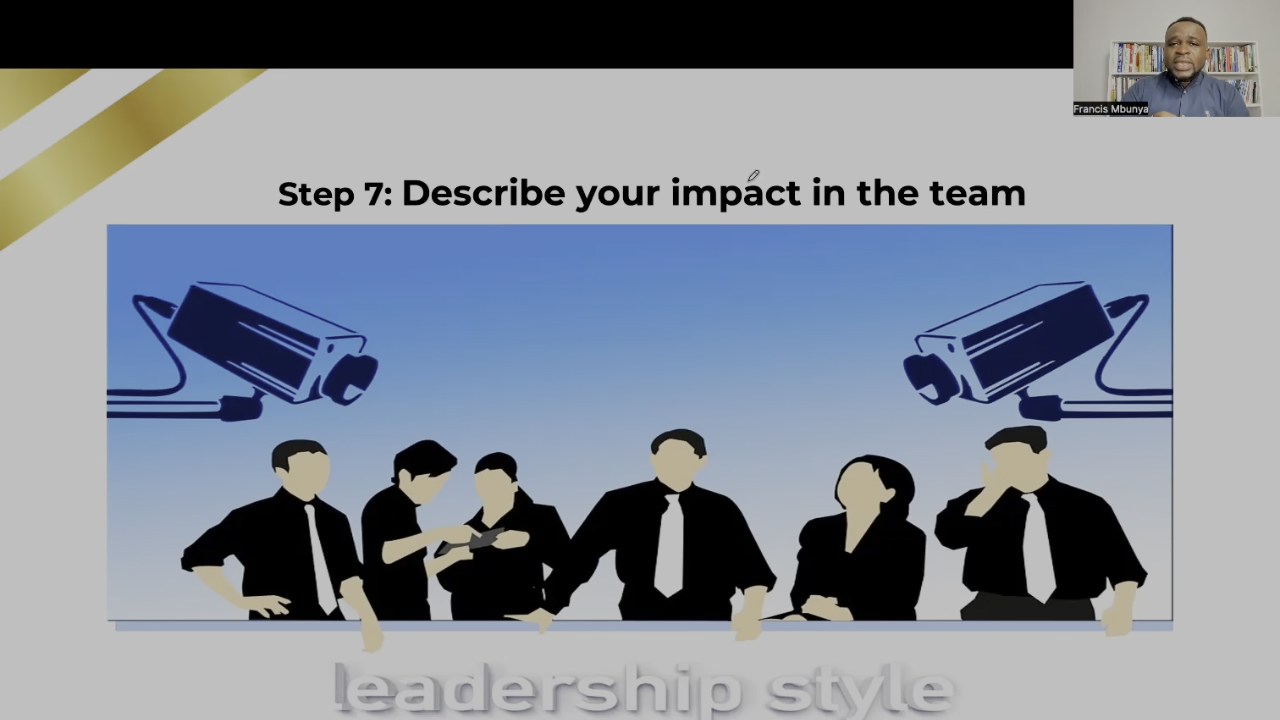 Francis Mbunya
Step 7: Describe your impact in the team
leadership style